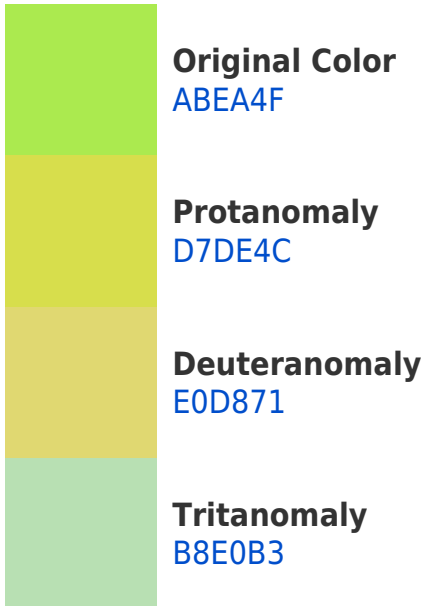 Original Color
ABEA4F
Protanomaly
D7DE4C
Deuteranomaly
E0D871
Tritanomaly
B8E0B3